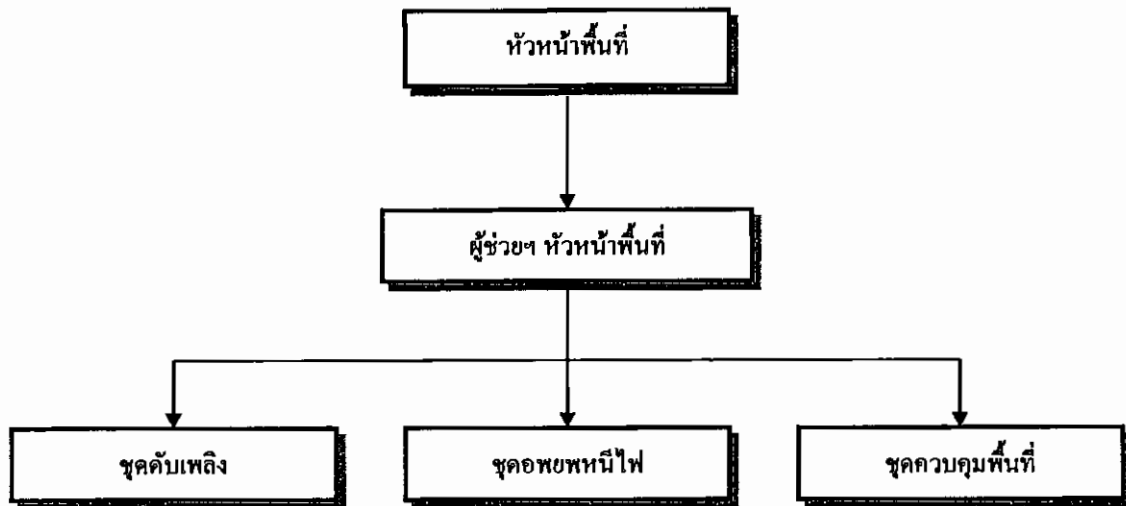 หัวหน้าพื้นที่
ผู้ช่วยฯ หัวหน้าพื้นที่
ชุดดับเพลิง
ชุดอพยพหนีไฟ
ชุดควบคุมพื้นที่